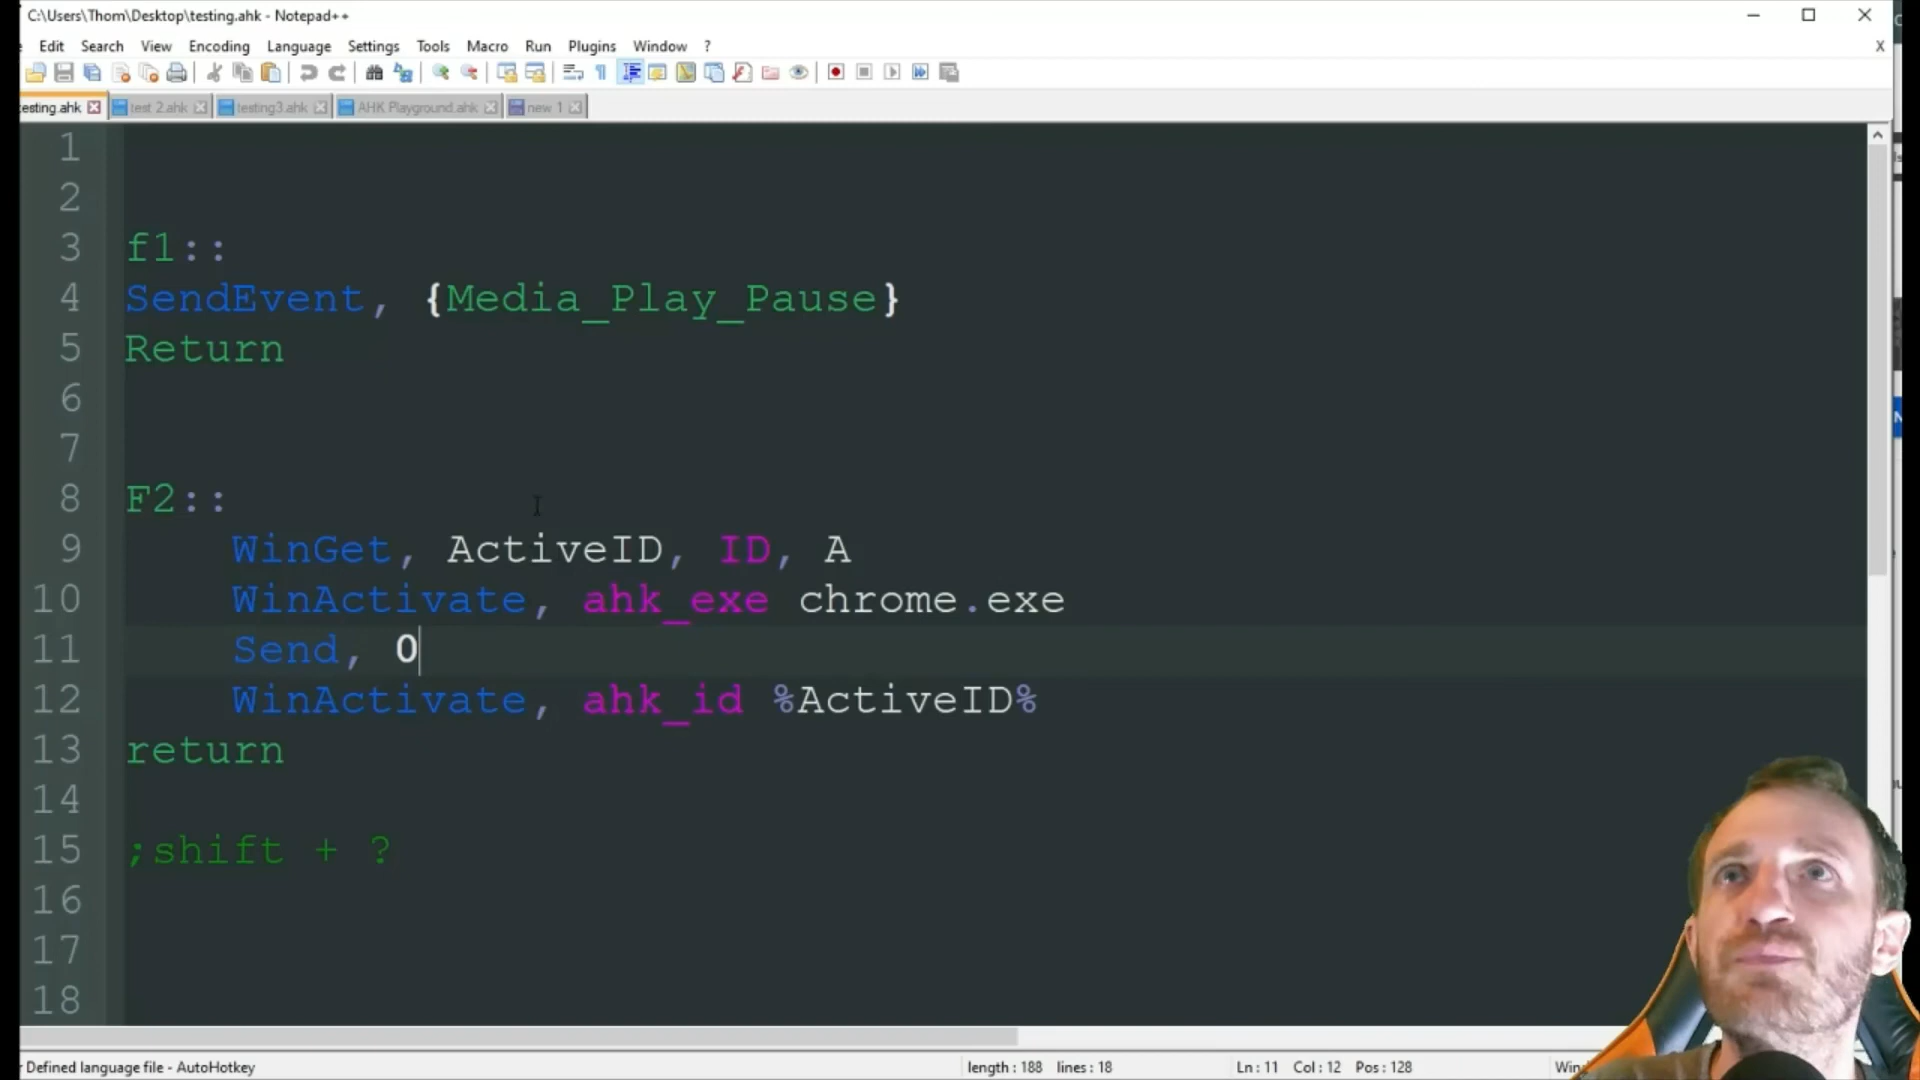 C:\Users\Thom\Desktop\testing.ahk - Notepad++
Edit Search View Encoding Language Settings Tools Macro Run Plugins Window ? X
testing.ahk test 2.ahk testing3.ahk AHK Playground.ahk new 1
1
2
3 f1::
4 SendEvent, {Media_Play_Pause}
5 Return
6
7
8 F2::
9 WinGet, ActiveID, ID, A
10 WinActivate, ahk_exe chrome.exe
11 Send, 0
12 WinActivate, ahk_id %ActiveID%
13 return
14
15 ;shift + ?
16
17
18
Defined language file - AutoHotkey length : 188 lines : 18 Ln : 11 Col : 12 Pos : 128 Win